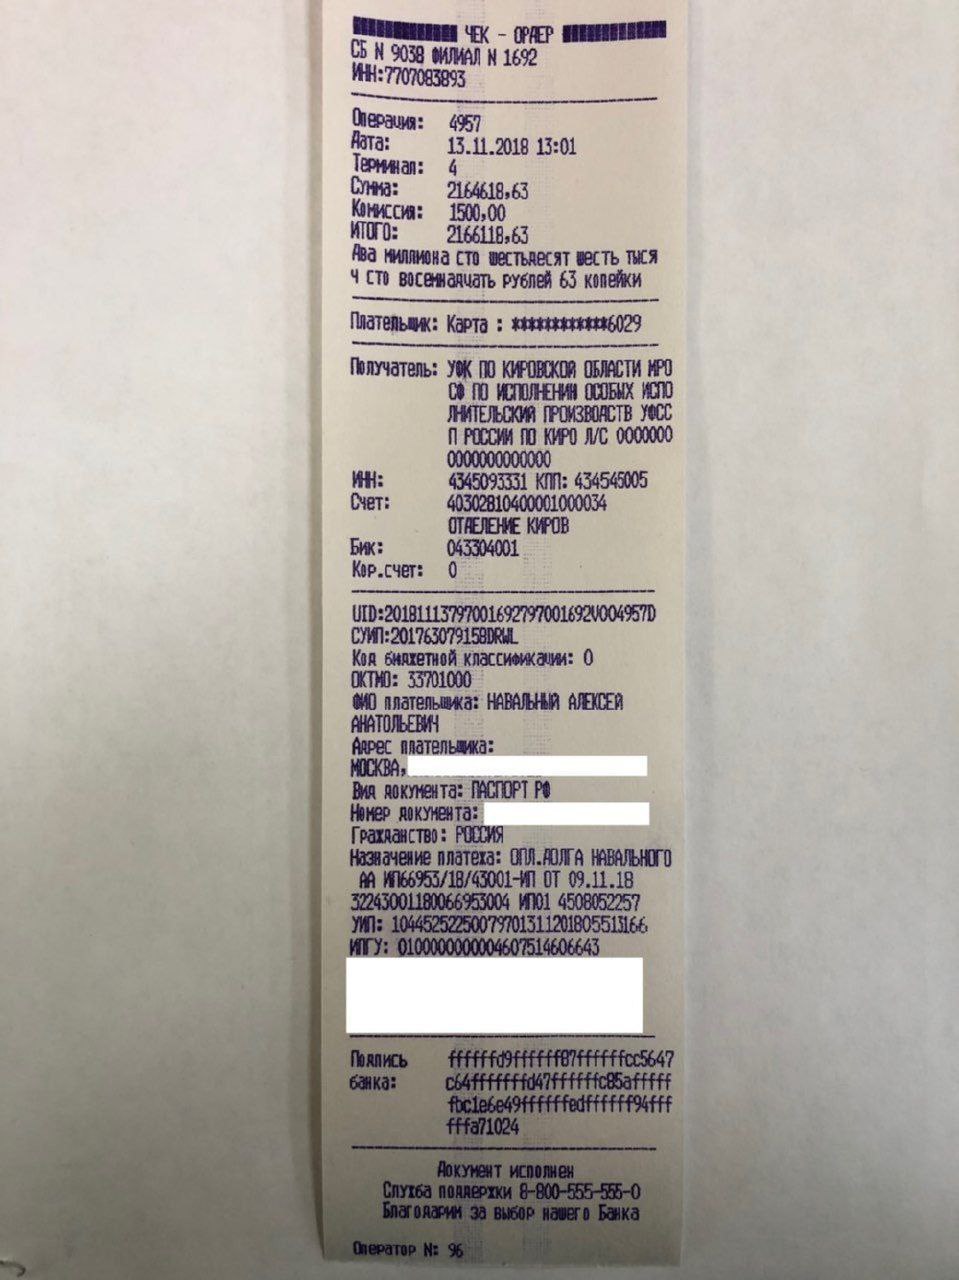 ЧЕК - ОРДЕР
СБ N 9038 ФИЛИАЛ N 1692
ИНН:7707083893
Операция: 4957
Дата: 13.11.2018 13:01
Терминал: 4
Сумма: 2164618,63
Комиссия: 1500,00
ИТОГО: 2166118,63
Два миллиона сто шестьдесят шесть тыся
ч сто восемнадцать рублей 63 копейки
Плательщик: Карта : ************6029
Получатель: УФК ПО КИРОВСКОЙ ОБЛАСТИ МРО
СП ПО ИСПОЛНЕНИЮ ОСОБЫХ ИСПО
ЛНИТЕЛЬСКИЙ ПРОИЗВОДСТВ УФСС
П РОССИИ ПО КИРО Л/С 0000000
0000000000000
ИНН: 4345093331 КПП: 434545005
Счет: 40302810400001000034
ОТДЕЛЕНИЕ КИРОВ
Бик: 043304001
Кор.счет: 0
UID:20181113797001692797001692V004957D
СУИП:201763079158DRWL
Код бюджетной классификации: 0
ОКТМО: 33701000
ФИО плательщика: НАВАЛЬНЫЙ АЛЕКСЕЙ
АНАТОЛЬЕВИЧ
Адрес плательщика:
МОСКВА,
Вид документа: ПАСПОРТ РФ
Номер документа:
Гражданство: РОССИЯ
Назначение платежа: ОПЛ.ДОЛГА НАВАЛЬНОГО
АА ИП66953/18/43001-ИП ОТ 09.11.18
32243001180066953004 ИП01 4508052257
УИП: 10445252250079701311201805513166
ИПГУ: 0100000000004607514606643
Подпись ffffffd9ffffff87ffffffcc5647
банка: c64fffffffd47ffffffc85afffff
fbc1e6e49ffffffedffffff94fff
fffa71024
Документ исполнен
Служба поддержки 8-800-555-555-0
Благодарим за выбор нашего Банка
Оператор N: 96